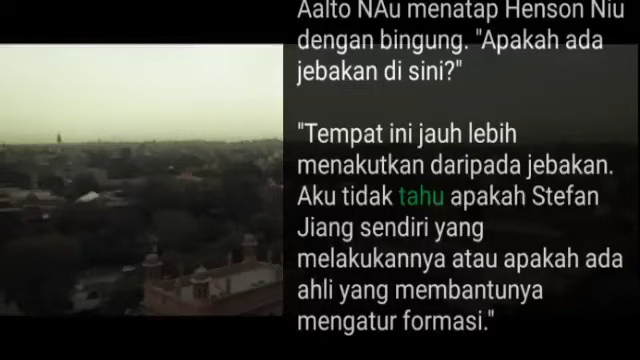 Aalto NAu menatap Henson Niu
dengan bingung. "Apakah ada
jebakan di sini?"
"Tempat ini jauh lebih
menakutkan daripada jebakan.
Aku tidak tahu apakah Stefan
Jiang sendiri yang
melakukannya atau apakah ada
ahli yang membantunya
mengatur formasi."